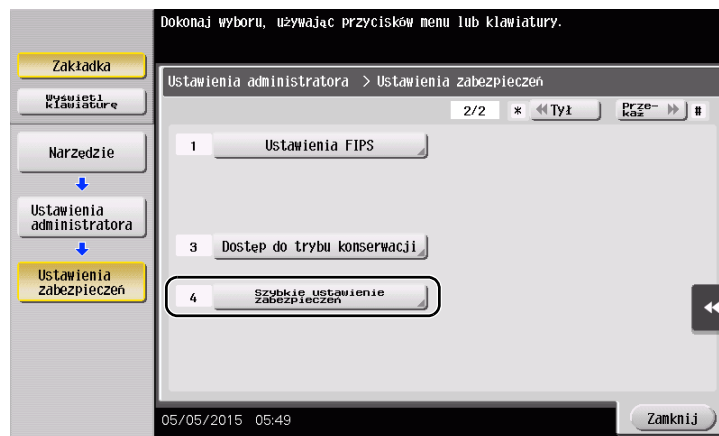 Dokonaj wyboru, używając przycisków menu lub klawiatury.
Zakładka
Wyświetl
klawiaturę
Narzędzie
Ustawienia
administratora
Ustawienia
zabezpieczeń
Ustawienia administratora > Ustawienia zabezpieczeń
2/2 * Tył Prze-
każ #
1 Ustawienia FIPS
3 Dostęp do trybu konserwacji
4 Szybkie ustawienie
zabezpieczeń
05/05/2015 05:49
Zamknij